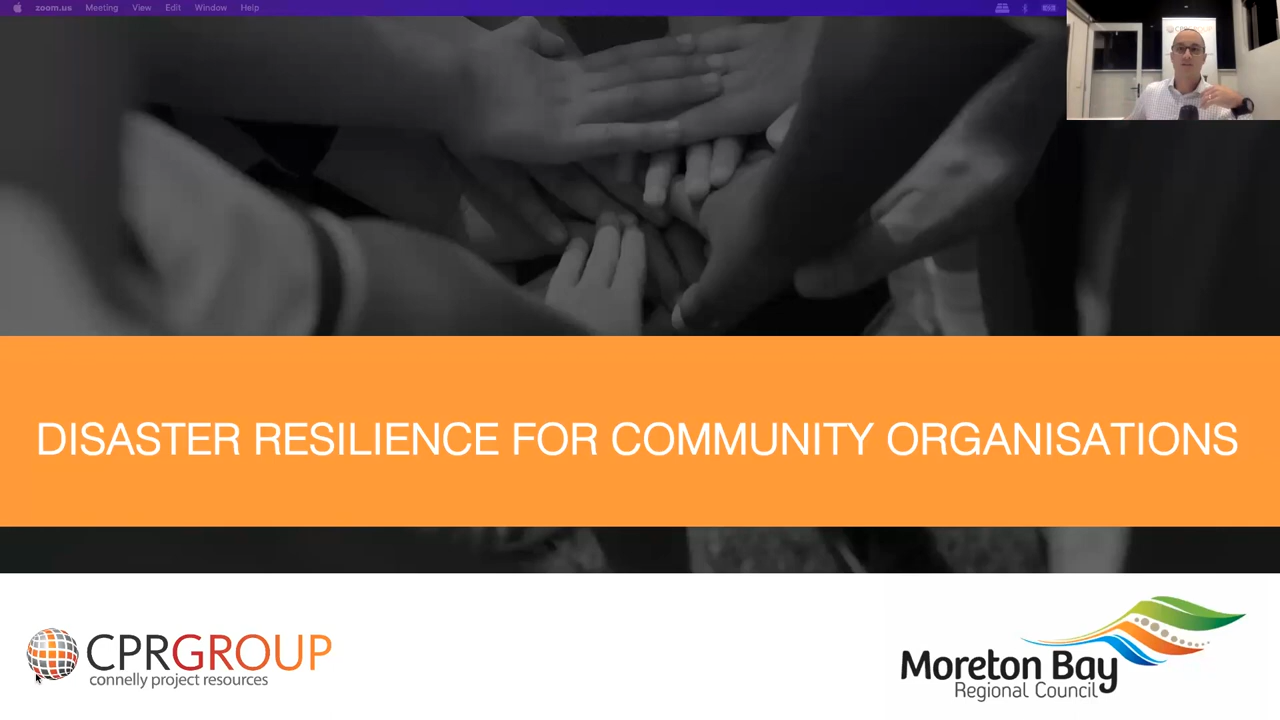 zoom.us Meeting View Edit Window Help
DISASTER RESILIENCE FOR COMMUNITY ORGANISATIONS
CPRGROUP
connelly project resources
Moreton Bay
Regional Council